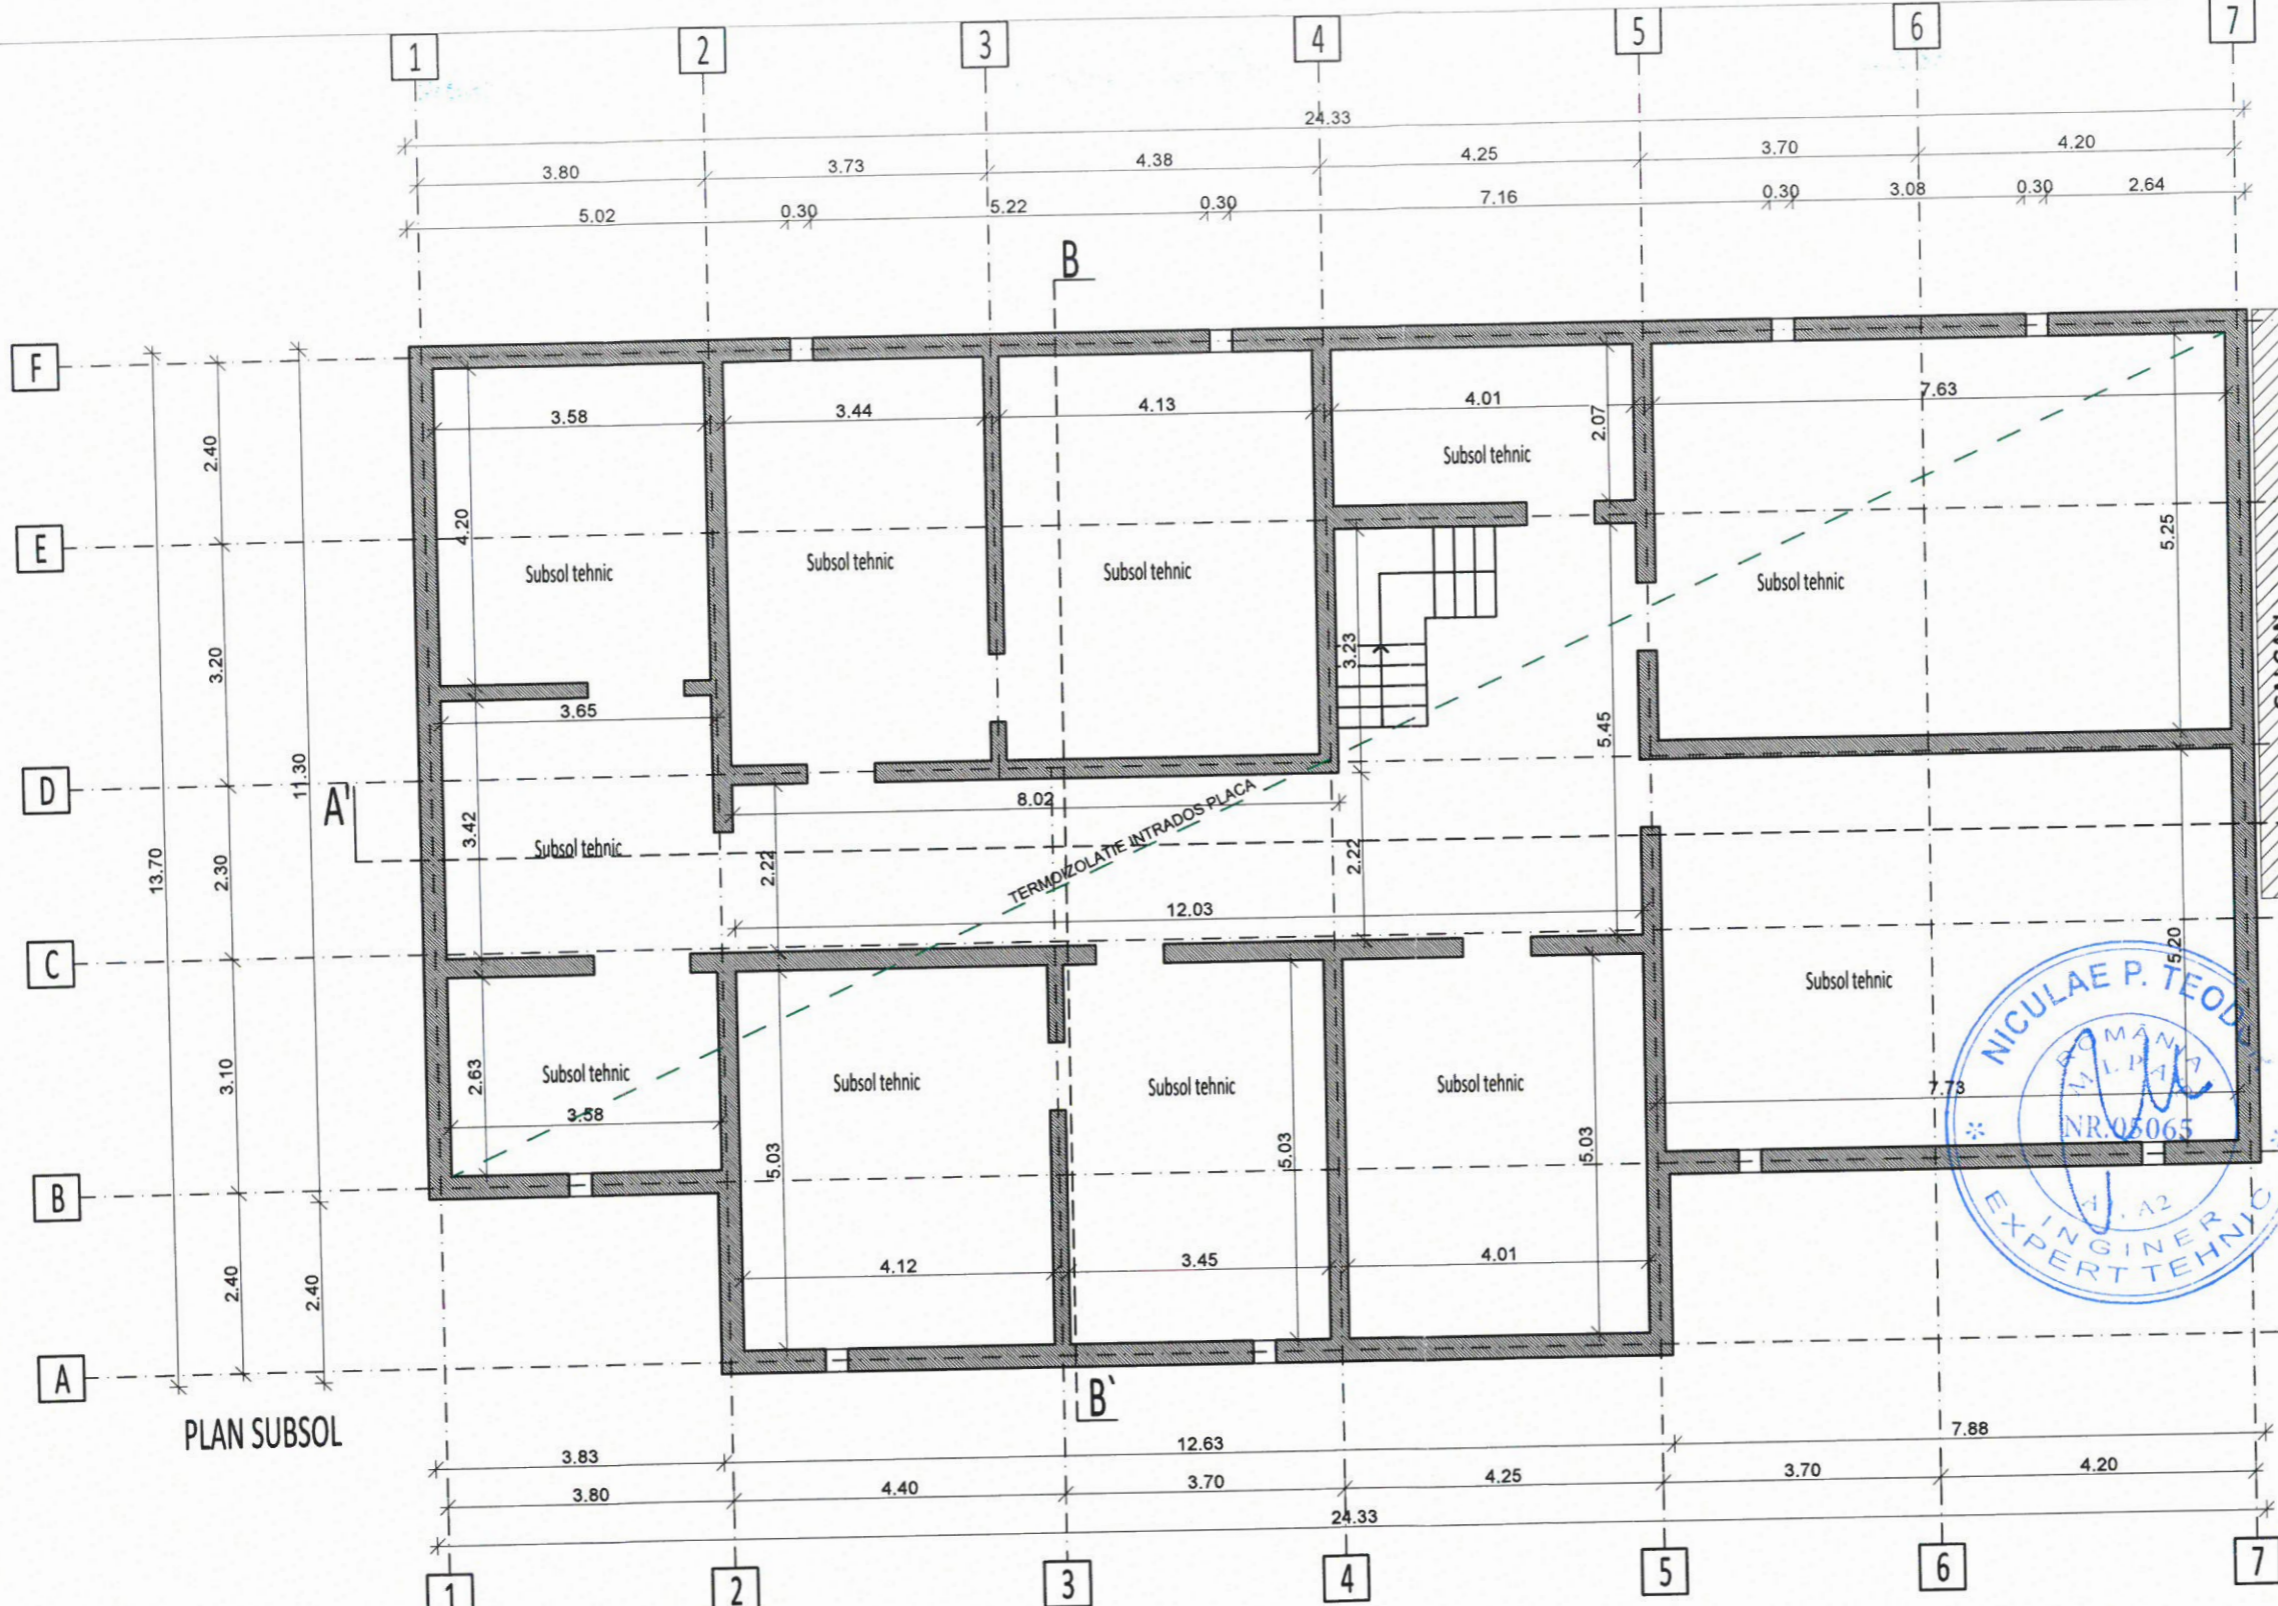 1 2 3 4 5 6 7
24.33
3.80 3.73 4.38 4.25 3.70 4.20
5.02 0.30 5.22 0.30 7.16 0.30 3.08 0.30 2.64
B
F
3.58 3.44 4.13 4.01 2.07 7.63
2.40
Subsol tehnic
E
4.20
5.25
Subsol tehnic Subsol tehnic Subsol tehnic Subsol tehnic
3.20
3.23
3.65
5.45
11.30
D
A'
8.02
TERMOIZOLATIE INTRADOS PLACA
3.42
Subsol tehnic
13.70
2.30
2.22
2.22
12.03
C
5.20
Subsol tehnic
3.10
2.63
Subsol tehnic Subsol tehnic Subsol tehnic Subsol tehnic
7.73
3.58
5.03
5.03
5.03
B
4.12 3.45 4.01
2.40
2.40
A
B`
PLAN SUBSOL
NICULAE P.
ROMÂNIA
NR.05065
A2
INGINER
EXPERT TEHNIC
3.83 12.63 7.88
3.80 4.40 3.70 4.25 3.70 4.20
24.33
1 2 3 4 5 6 7